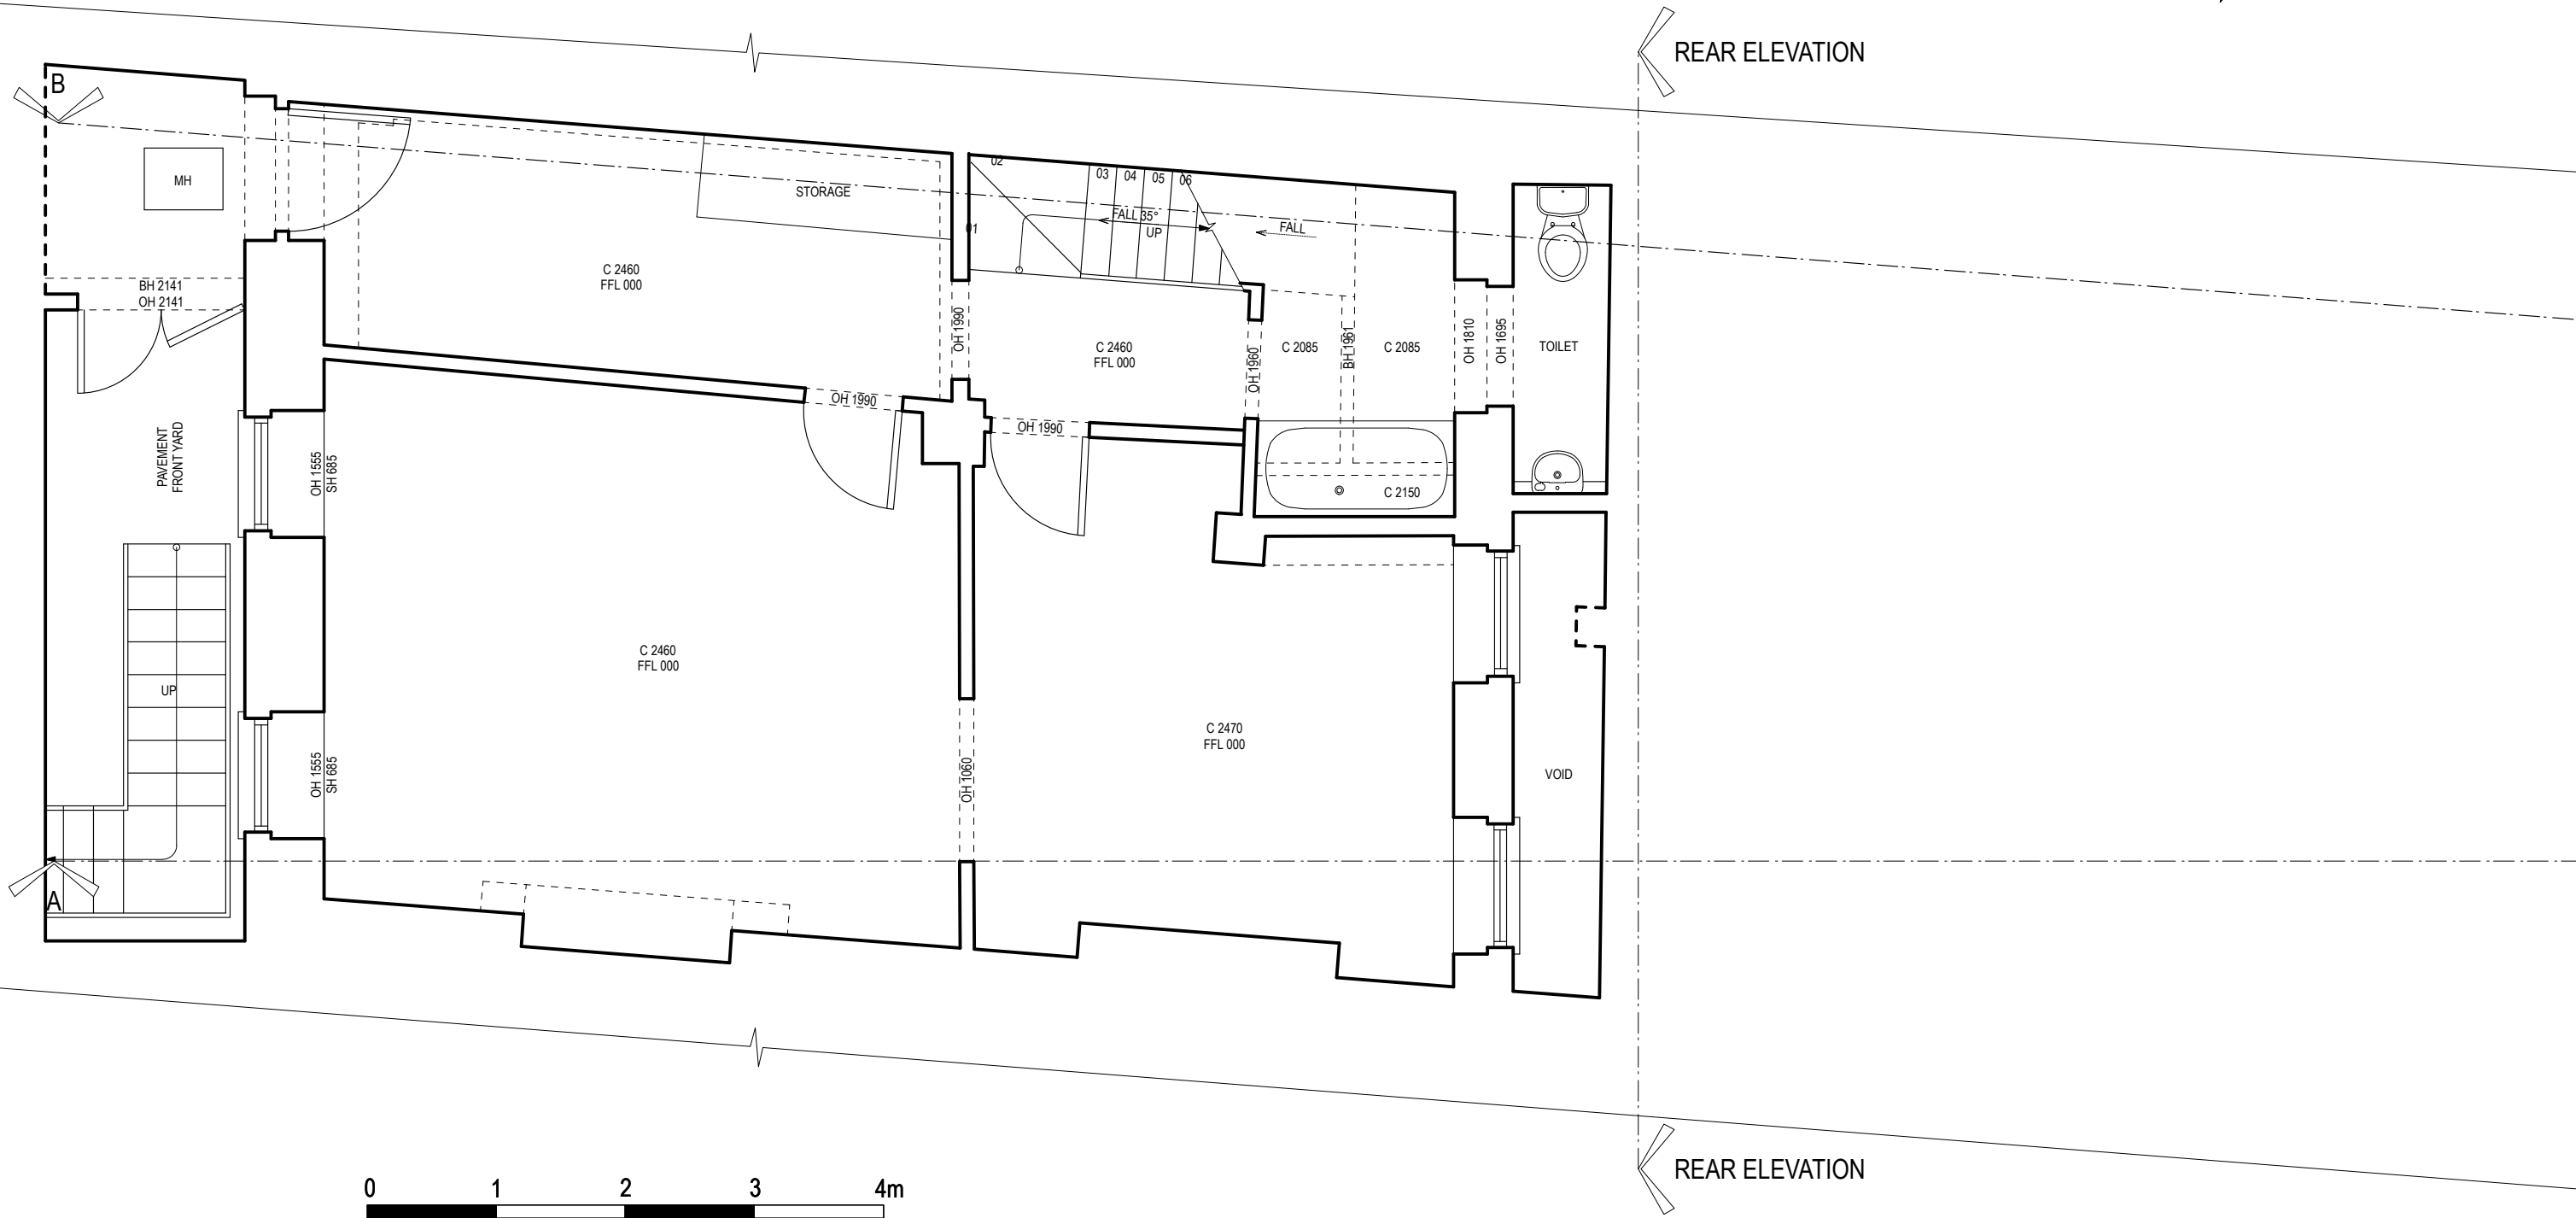 REAR ELEVATION
B
MH
STORAGE
02
03
04
05
06
01
FALL 35°
UP
FALL
C 2460
FFL 000
BH 2141
OH 2141
OH 1990
C 2460
FFL 000
OH 1960
C 2085
BH 1961
C 2085
OH 1810
OH 1695
TOILET
OH 1990
OH 1990
PAVEMENT
FRONT YARD
OH 1555
SH 685
C 2150
C 2460
FFL 000
UP
C 2470
FFL 000
OH 1555
SH 685
OH 1060
VOID
A
REAR ELEVATION
0 1 2 3 4m